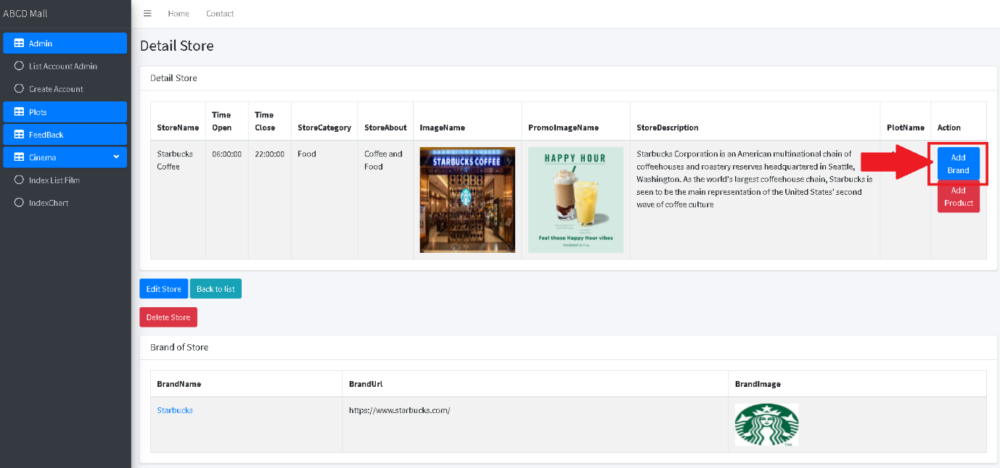 ABCD Mall
Home Contact
Admin
List Account Admin
Create Account
Plots
FeedBack
Cinema
Index List Film
IndexChart
Detail Store
Detail Store
StoreName
Time
Open
Time
Close
StoreCategory
StoreAbout
ImageName
PromoImageName
StoreDescription
PlotName
Action
Starbucks
Coffee
06:00:00
22:00:00
Food
Coffee and
Food
STARBUCKS COFFEE
HAPPY HOUR
Feel those Happy Hour vibes
THURSDAY 2-7 PM
Starbucks Corporation is an American multinational chain of
coffeehouses and roastery reserves headquartered in Seattle,
Washington. As the world's largest coffeehouse chain, Starbucks is
seen to be the main representation of the United States' second
wave of coffee culture
Add
Brand
Add
Product
Edit Store
Back to list
Delete Store
Brand of Store
BrandName
BrandUrl
BrandImage
Starbucks
https://www.starbucks.com/